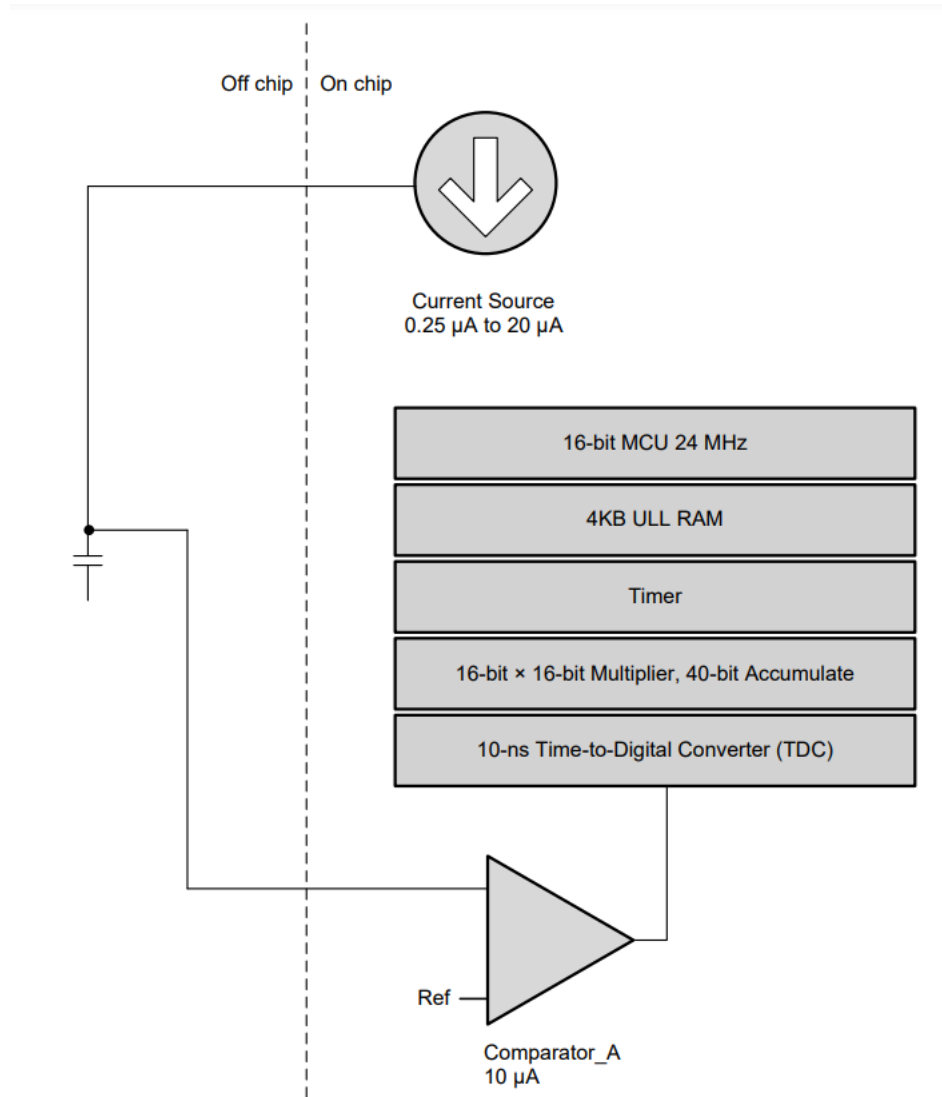 Off chip
On chip
Current Source
0.25 µA to 20 µA
16-bit MCU 24 MHz
4KB ULL RAM
Timer
16-bit × 16-bit Multiplier, 40-bit Accumulate
10-ns Time-to-Digital Converter (TDC)
Ref
Comparator_A
10 µA